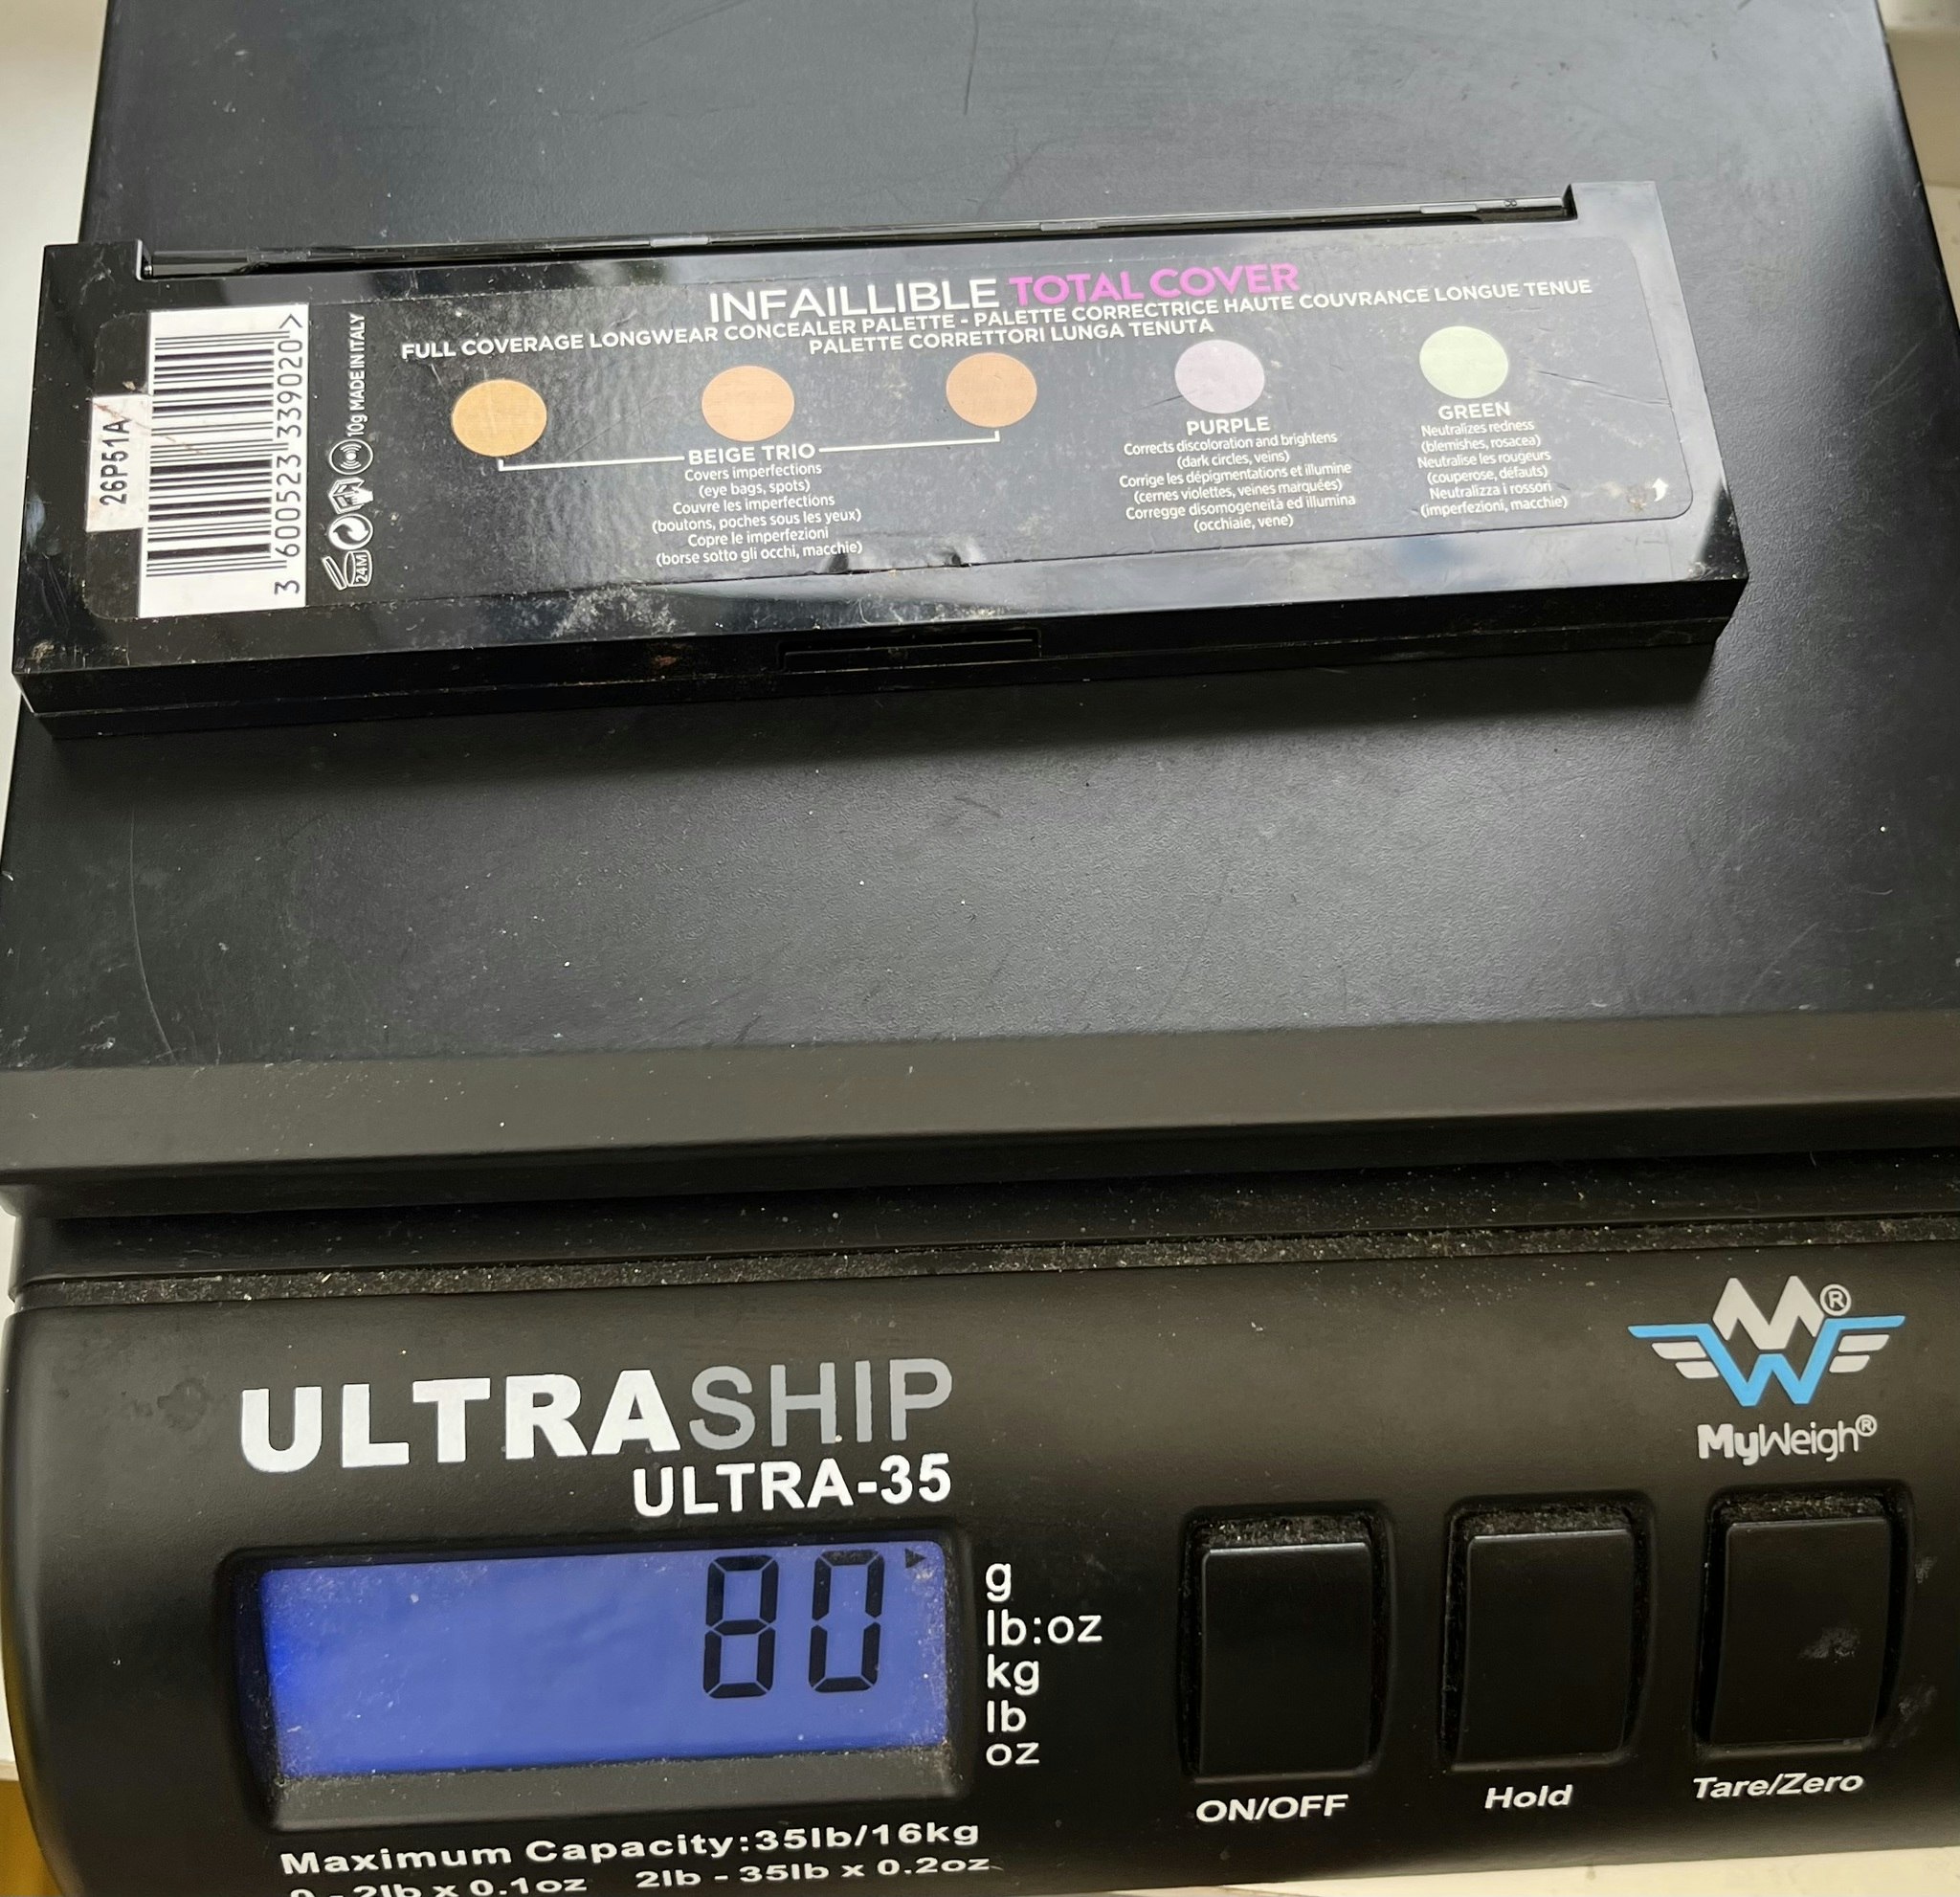 INFAILLIBLE TOTAL COVER
FULL COVERAGE LONGWEAR CONCEALER PALETTE - PALETTE CORRECTRICE HAUTE COUVRANCE LONGUE TENUE
PALETTE CORRETTORI LUNGA TENUTA
26P51A
3 600523 339020 >
24M
10g MADE IN ITALY
BEIGE TRIO
Covers imperfections
(eye bags, spots)
Couvre les imperfections
(boutons, poches sous les yeux)
Copre le imperfezioni
(borse sotto gli occhi, macchie)
PURPLE
Corrects discoloration and brightens
(dark circles, veins)
Corrige les dépigmentations et illumine
(cernes violettes, veines marquées)
Corregge disomogeneità ed illumina
(occhiaie, vene)
GREEN
Neutralizes redness
(blemishes, rosacea)
Neutralise les rougeurs
(couperose, défauts)
Neutralizza i rossori
(imperfezioni, macchie)
ULTRASHIP
ULTRA-35
MW®
MyWeigh®
80
g
lb:oz
kg
lb
oz
ON/OFF
Hold
Tare/Zero
Maximum Capacity:35lb/16kg
0 - 2lb x 0.1oz 2lb - 35lb x 0.2oz